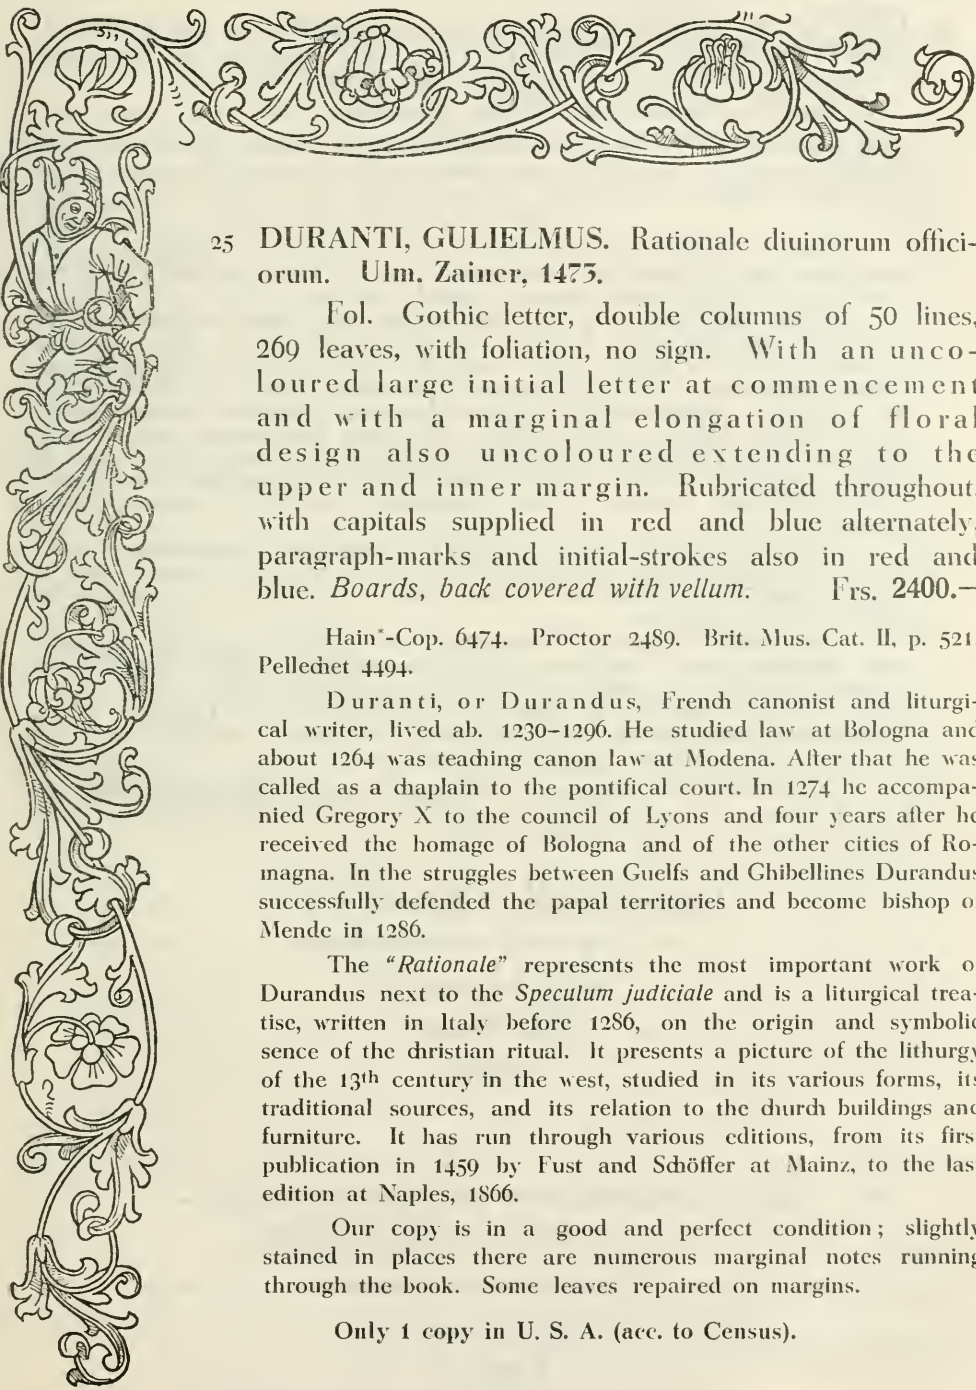 25 DURANTI, GULIELMUS. Rationale diuinorum offici-
orum. Ulm. Zainer, 1473.
Fol. Gothic letter, double columns of 50 lines,
269 leaves, with foliation, no sign. With an unco-
loured large initial letter at commencement
and with a marginal elongation of floral
design also uncoloured extending to the
upper and inner margin. Rubricated throughout,
with capitals supplied in red and blue alternately,
paragraph-marks and initial-strokes also in red and
blue. Boards, back covered with vellum. Frs. 2400.—
Hain*-Cop. 6474. Proctor 2489. Brit. Mus. Cat. II, p. 521.
Pellechet 4494.
Duranti, or Durandus, French canonist and liturgi-
cal writer, lived ab. 1230–1296. He studied law at Bologna and
about 1264 was teaching canon law at Modena. After that he was
called as a chaplain to the pontifical court. In 1274 he accompa-
nied Gregory X to the council of Lyons and four years after he
received the homage of Bologna and of the other cities of Ro-
magna. In the struggles between Guelfs and Ghibellines Durandus
successfully defended the papal territories and become bishop o
Mende in 1286.
The “Rationale” represents the most important work o
Durandus next to the Speculum judiciale and is a liturgical trea-
tise, written in Italy before 1286, on the origin and symbolic
sence of the christian ritual. It presents a picture of the lithurgy
of the 13th century in the west, studied in its various forms, its
traditional sources, and its relation to the church buildings and
furniture. It has run through various editions, from its firs
publication in 1459 by Fust and Schöffer at Mainz, to the las
edition at Naples, 1866.
Our copy is in a good and perfect condition; slightly
stained in places there are numerous marginal notes running
through the book. Some leaves repaired on margins.
Only 1 copy in U. S. A. (acc. to Census).